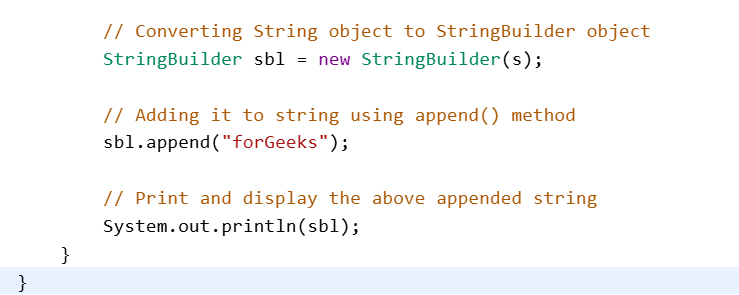 // Converting String object to StringBuilder object
StringBuilder sbl = new StringBuilder(s);
// Adding it to string using append() method
sbl.append("forGeeks");
// Print and display the above appended string
System.out.println(sbl);
}
}